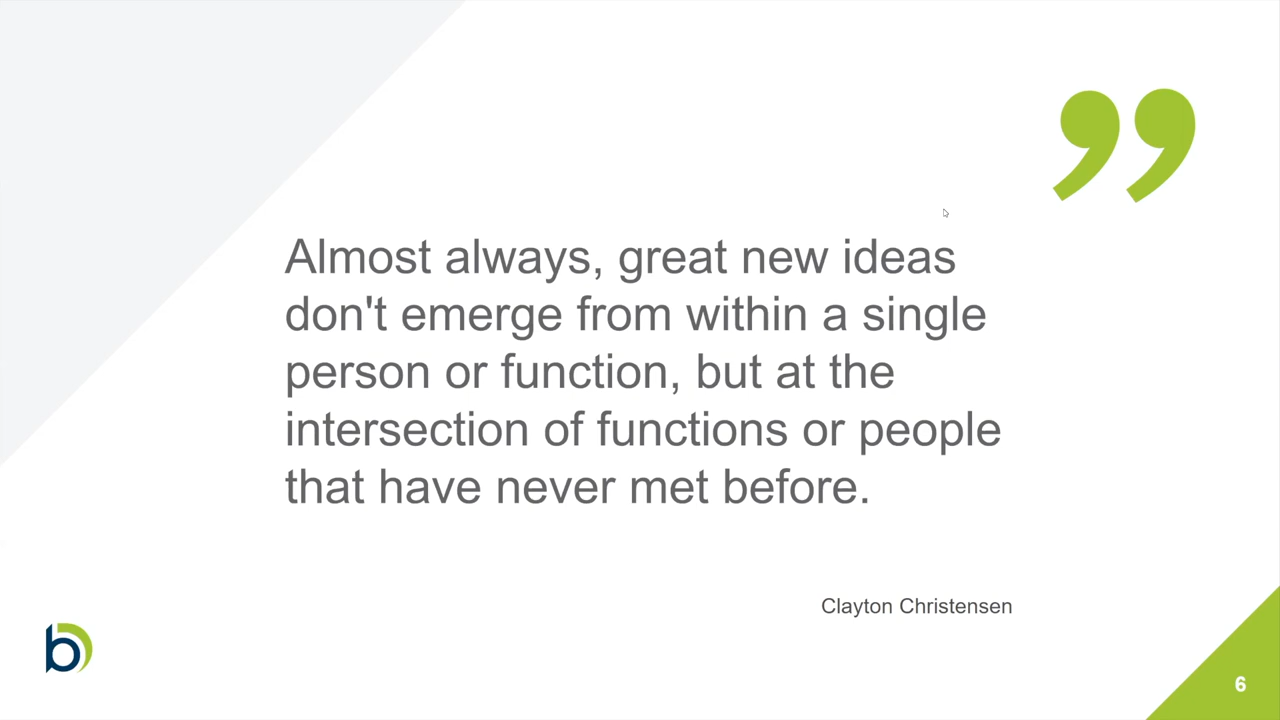 ”
Almost always, great new ideas
don't emerge from within a single
person or function, but at the
intersection of functions or people
that have never met before.
Clayton Christensen
b
6